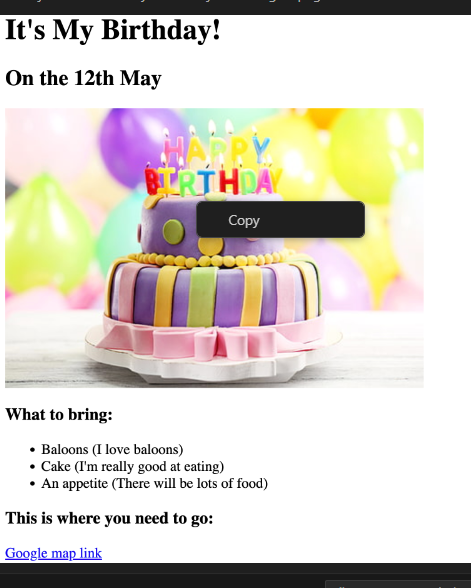 It's My Birthday!
On the 12th May
HAPPY
BIRTHDAY
Copy
What to bring:
Baloons (I love baloons)
Cake (I'm really good at eating)
An appetite (There will be lots of food)
This is where you need to go:
Google map link